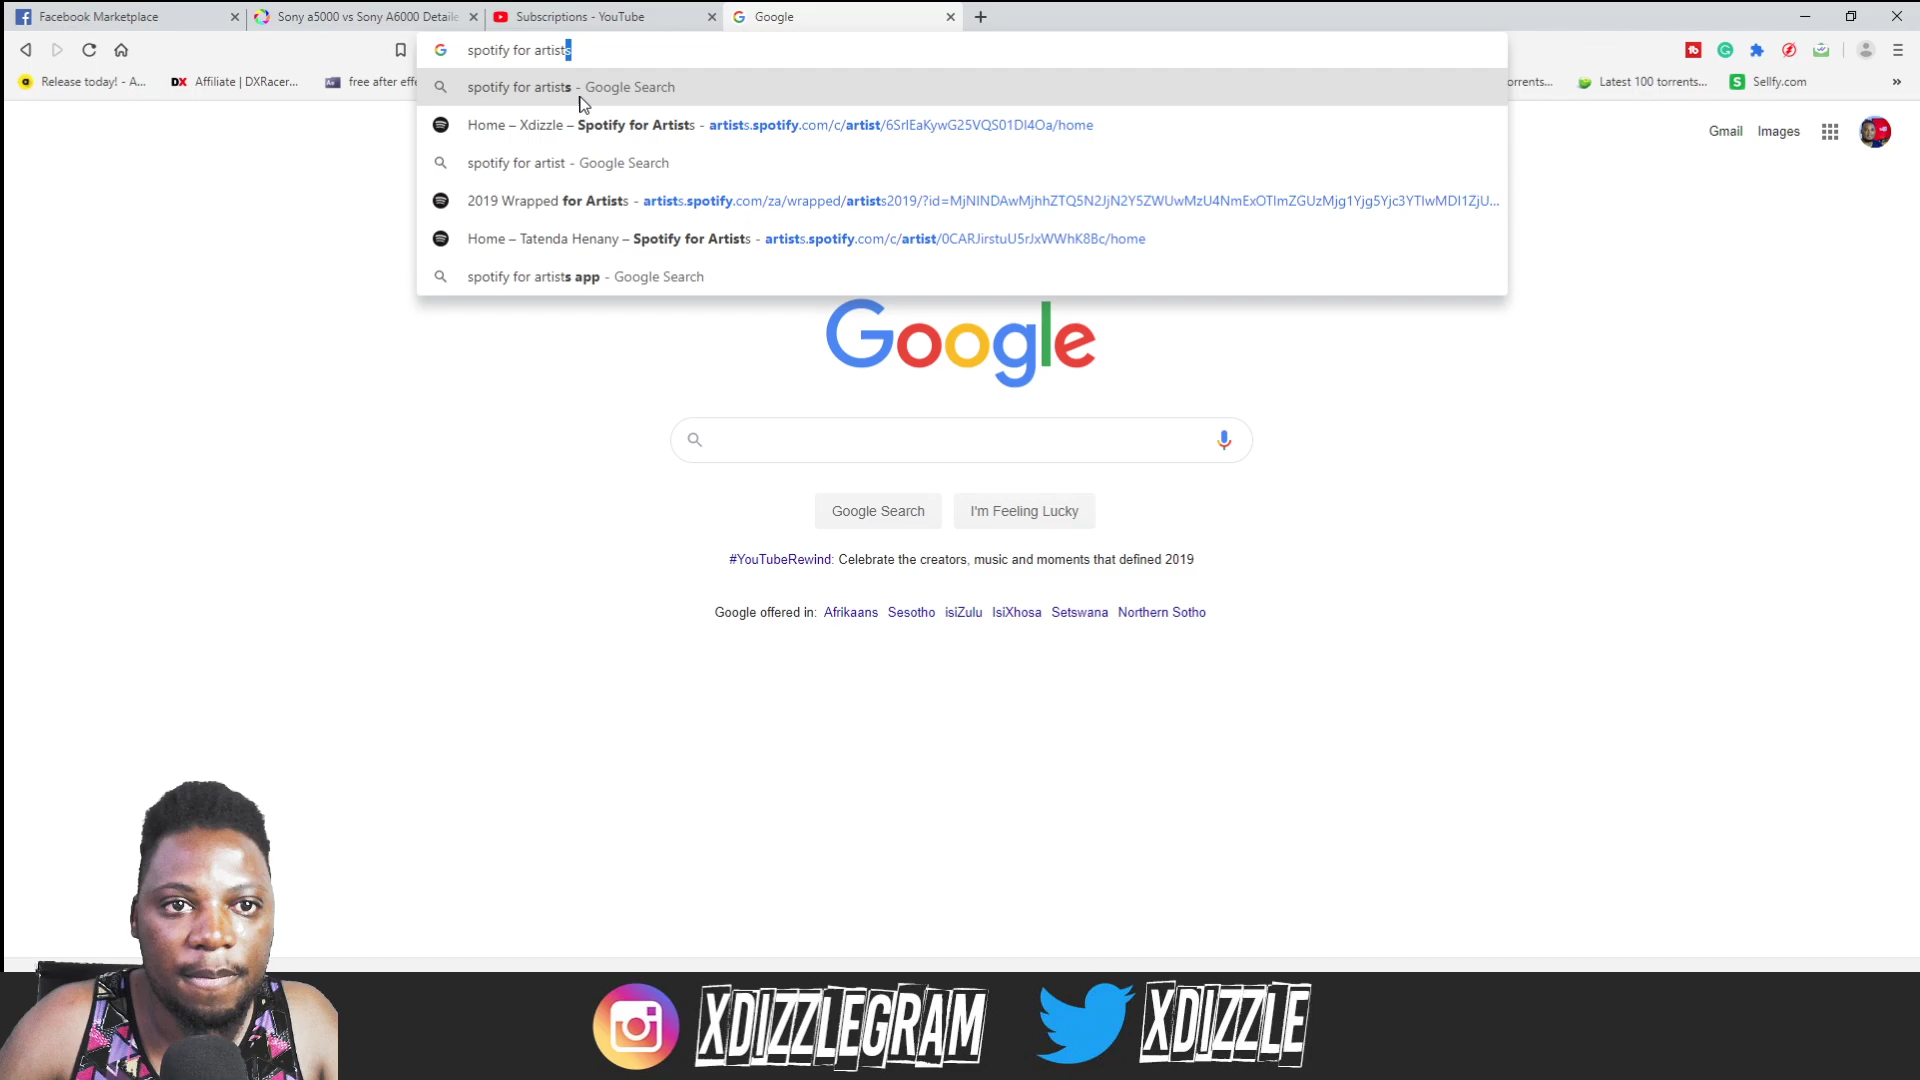 Facebook Marketplace
Sony a5000 vs Sony A6000 Detaile
Subscriptions - YouTube
Google
spotify for artists
Release today! - A...
DX Affiliate | DXRacer...
Ae free after effe
orrents...
Latest 100 torrents...
S Sellfy.com
spotify for artists - Google Search
Home – Xdizzle – Spotify for Artists - artists.spotify.com/c/artist/6SrlEaKywG25VQS01DI4Oa/home
spotify for artist - Google Search
2019 Wrapped for Artists - artists.spotify.com/za/wrapped/artists2019/?id=MjNlNDAwMjhhZTQ5N2JjN2Y5ZWUwMzU4NmExOTlmZGUzMjg1Yjg5Yjc3YTIwMDI1ZjU...
Home – Tatenda Henany – Spotify for Artists - artists.spotify.com/c/artist/0CARJirstuU5rJxWWhK8Bc/home
spotify for artists app - Google Search
Gmail Images
Google
Google Search I'm Feeling Lucky
#YouTubeRewind: Celebrate the creators, music and moments that defined 2019
Google offered in: Afrikaans Sesotho isiZulu IsiXhosa Setswana Northern Sotho
XDIZZLEGRAM XDIZZLE